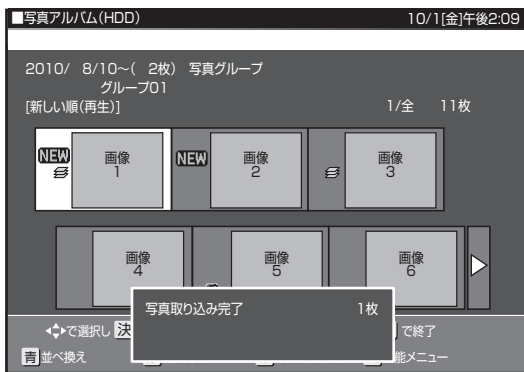 ■写真アルバム(HDD) 10/1[金]午後2:09
2010/ 8/10~( 2枚) 写真グループ
グループ01
[新しい順(再生)] 1/全 11枚
NEW 画像 1 NEW 画像 2 画像 3
画像 4 画像 5 画像 6
写真取り込み完了 1枚
で選択し 決 で終了
青 並べ換え 能メニュー